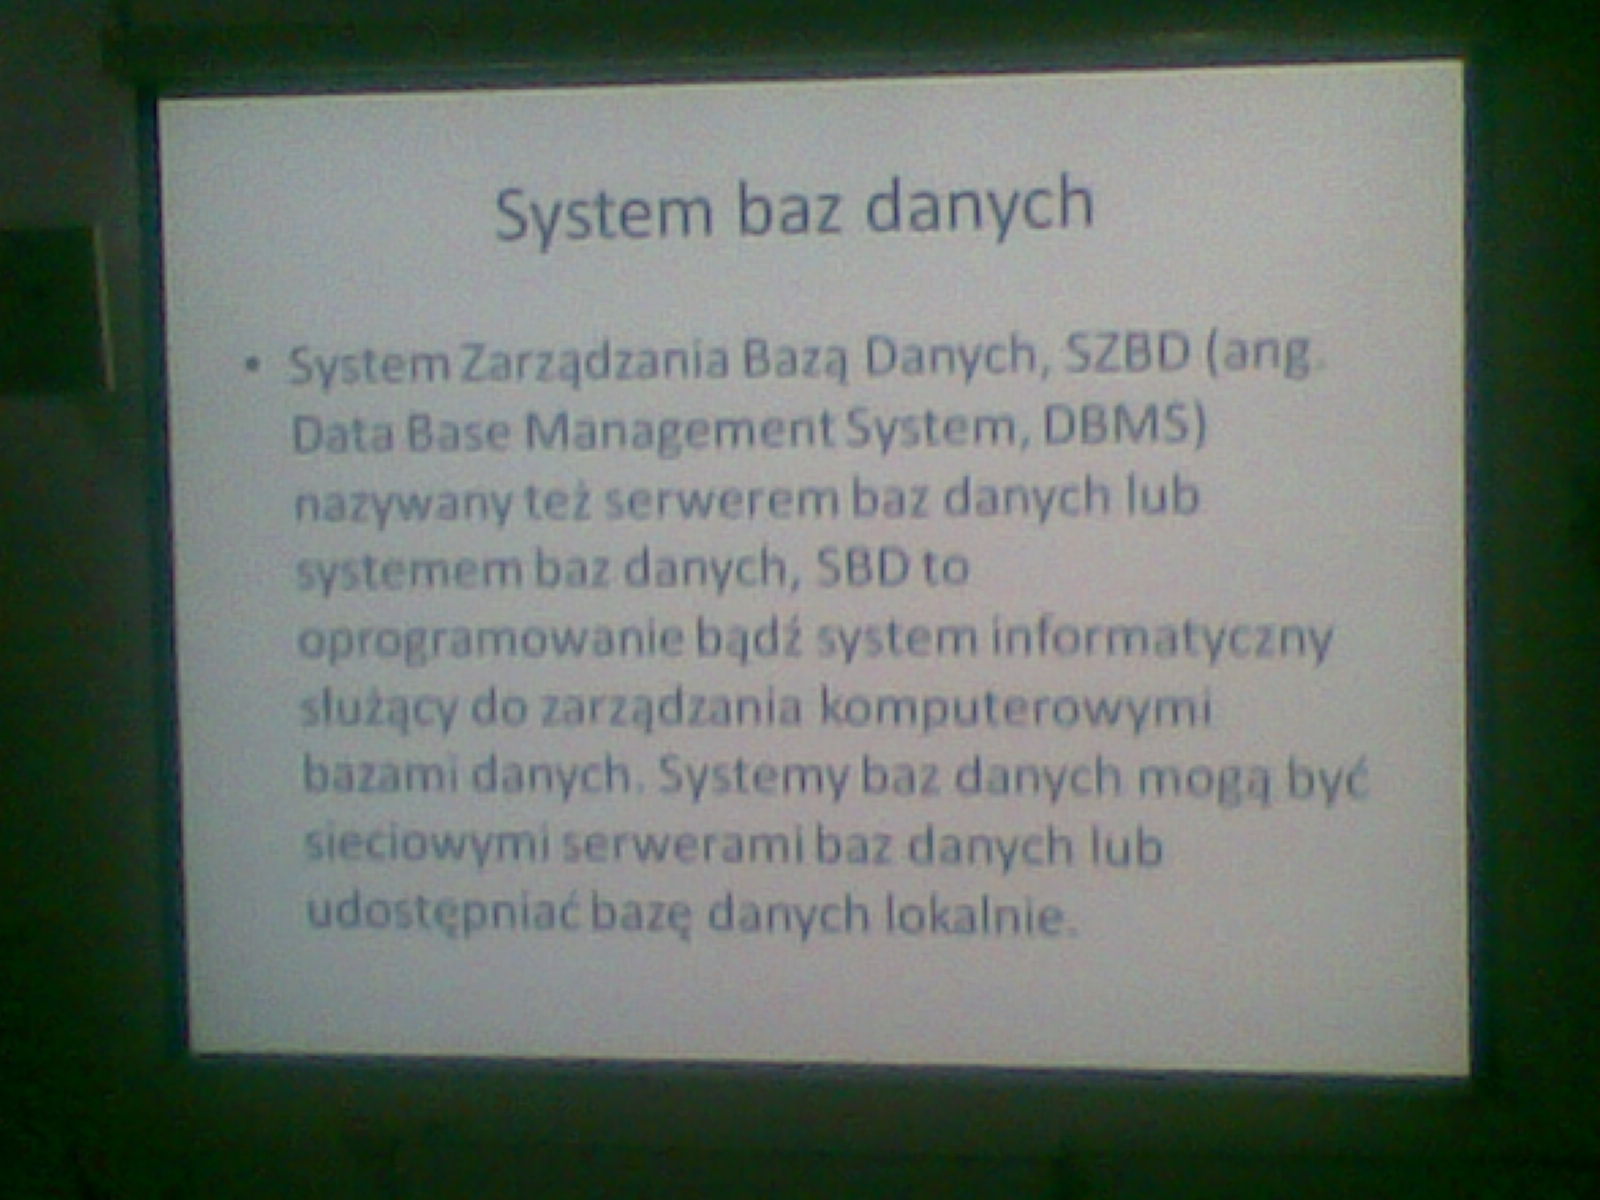 System baz danych
• System Zarządzania Bazą Danych, SZBD (ang.
Data Base Management System, DBMS)
nazywany też serwerem baz danych lub
systemem baz danych, SBD to
oprogramowanie bądź system informatyczny
służący do zarządzania komputerowymi
bazami danych. Systemy baz danych mogą być
sieciowymi serwerami baz danych lub
udostępniać bazę danych lokalnie.